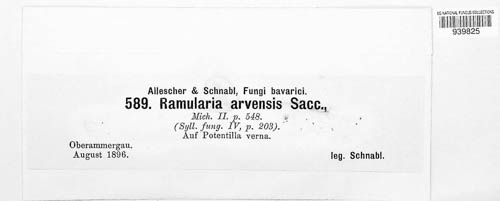 US NATIONAL FUNGUS COLLECTIONS
939825
Allescher & Schnabl, Fungi bavarici.
589. Ramularia arvensis Sacc.,
Mich. II. p. 548.
(Syll. fung. IV, p. 203).
Auf Potentilla verna.
Oberammergau.
August 1896.
leg. Schnabl.